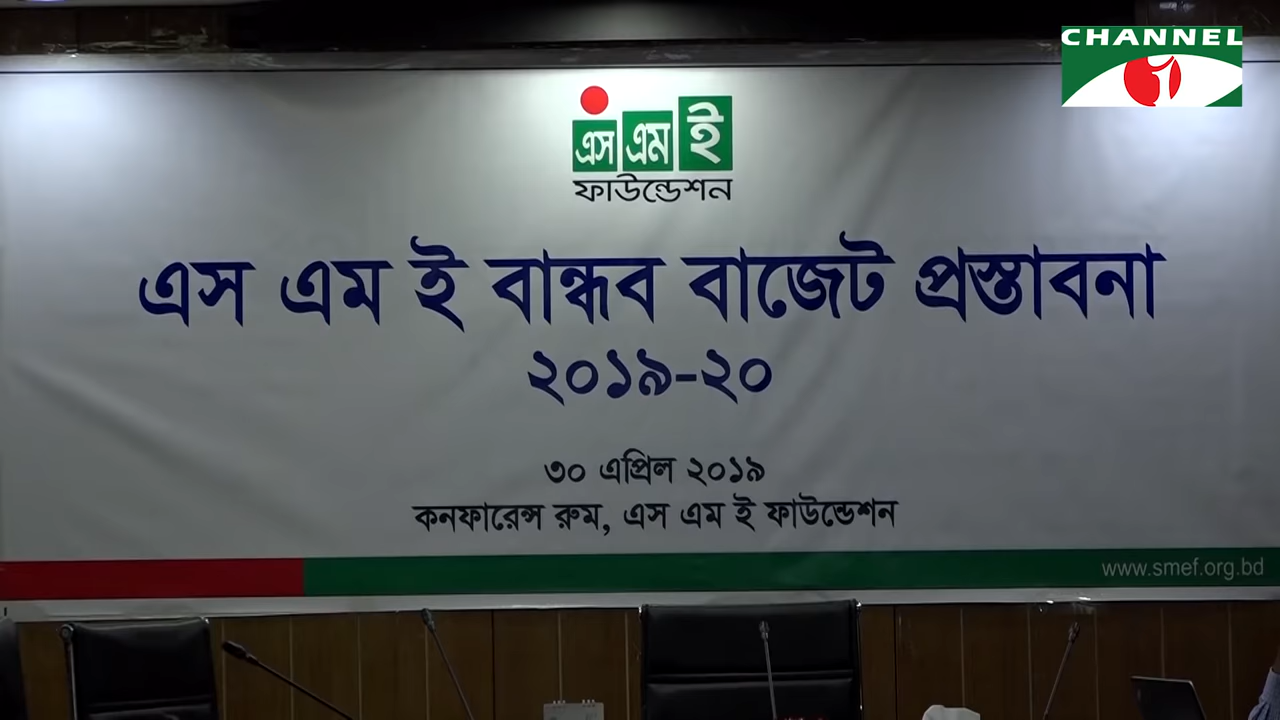 CHANNEL
i
এস এম ই
ফাউন্ডেশন
এস এম ই বান্ধব বাজেট প্রস্তাবনা
২০১৯-২০
৩০ এপ্রিল ২০১৯
কনফারেন্স রুম, এস এম ই ফাউন্ডেশন
www.smef.org.bd